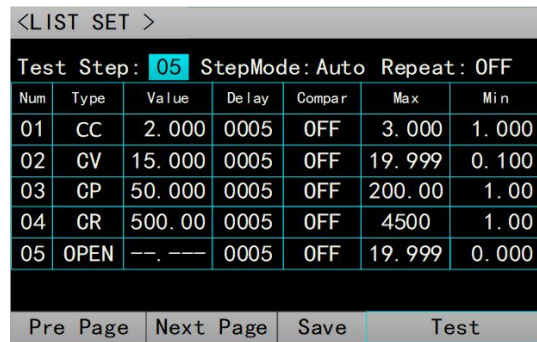 <LIST SET >
Test Step: 05 StepMode: Auto Repeat: OFF
Num Type Value Delay Compar Max Min
01 CC 2.000 0005 OFF 3.000 1.000
02 CV 15.000 0005 OFF 19.999 0.100
03 CP 50.000 0005 OFF 200.00 1.00
04 CR 500.00 0005 OFF 4500 1.00
05 OPEN --.--- 0005 OFF 19.999 0.000
Pre Page Next Page Save Test